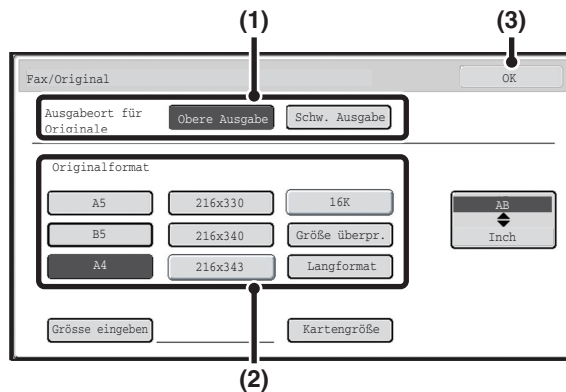 (1) (3)
Fax/Original OK
Ausgabeort für
Originale
Obere Ausgabe Schw. Ausgabe
Originalformat
A5 216x330 16K
AB
B5 216x340 Größe überpr.
Inch
A4 216x343 Langformat
Grösse eingeben Kartengröße
(2)